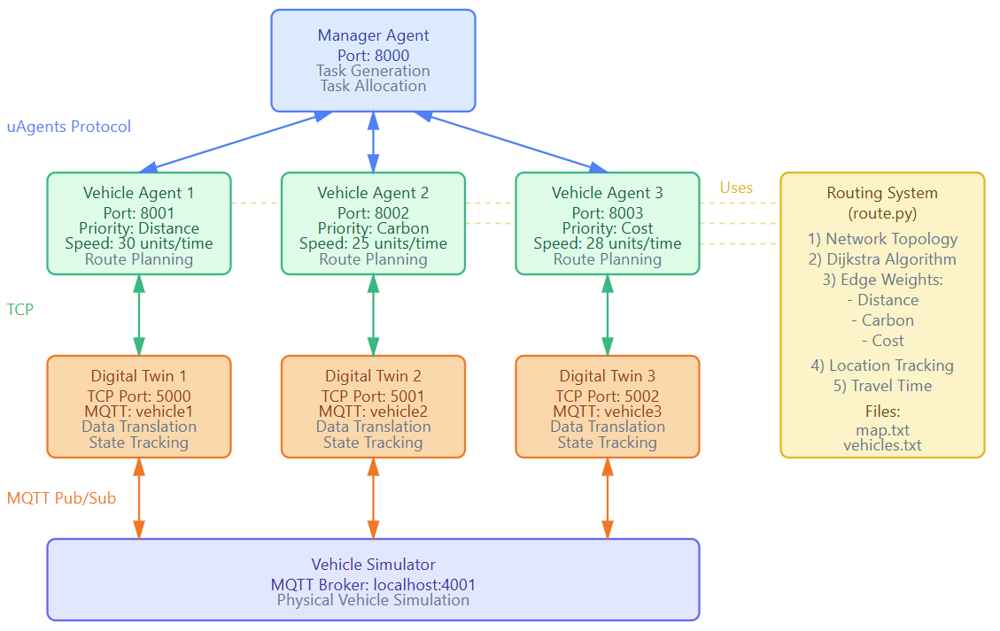 Manager Agent
Port: 8000
Task Generation
Task Allocation
uAgents Protocol
Vehicle Agent 1
Port: 8001
Priority: Distance
Speed: 30 units/time
Route Planning
Vehicle Agent 2
Port: 8002
Priority: Carbon
Speed: 25 units/time
Route Planning
Vehicle Agent 3
Port: 8003
Priority: Cost
Speed: 28 units/time
Route Planning
Uses
Routing System
(route.py)
1) Network Topology
2) Dijkstra Algorithm
3) Edge Weights:
- Distance
- Carbon
- Cost
4) Location Tracking
5) Travel Time
Files:
map.txt
vehicles.txt
TCP
Digital Twin 1
TCP Port: 5000
MQTT: vehicle1
Data Translation
State Tracking
Digital Twin 2
TCP Port: 5001
MQTT: vehicle2
Data Translation
State Tracking
Digital Twin 3
TCP Port: 5002
MQTT: vehicle3
Data Translation
State Tracking
MQTT Pub/Sub
Vehicle Simulator
MQTT Broker: localhost:4001
Physical Vehicle Simulation